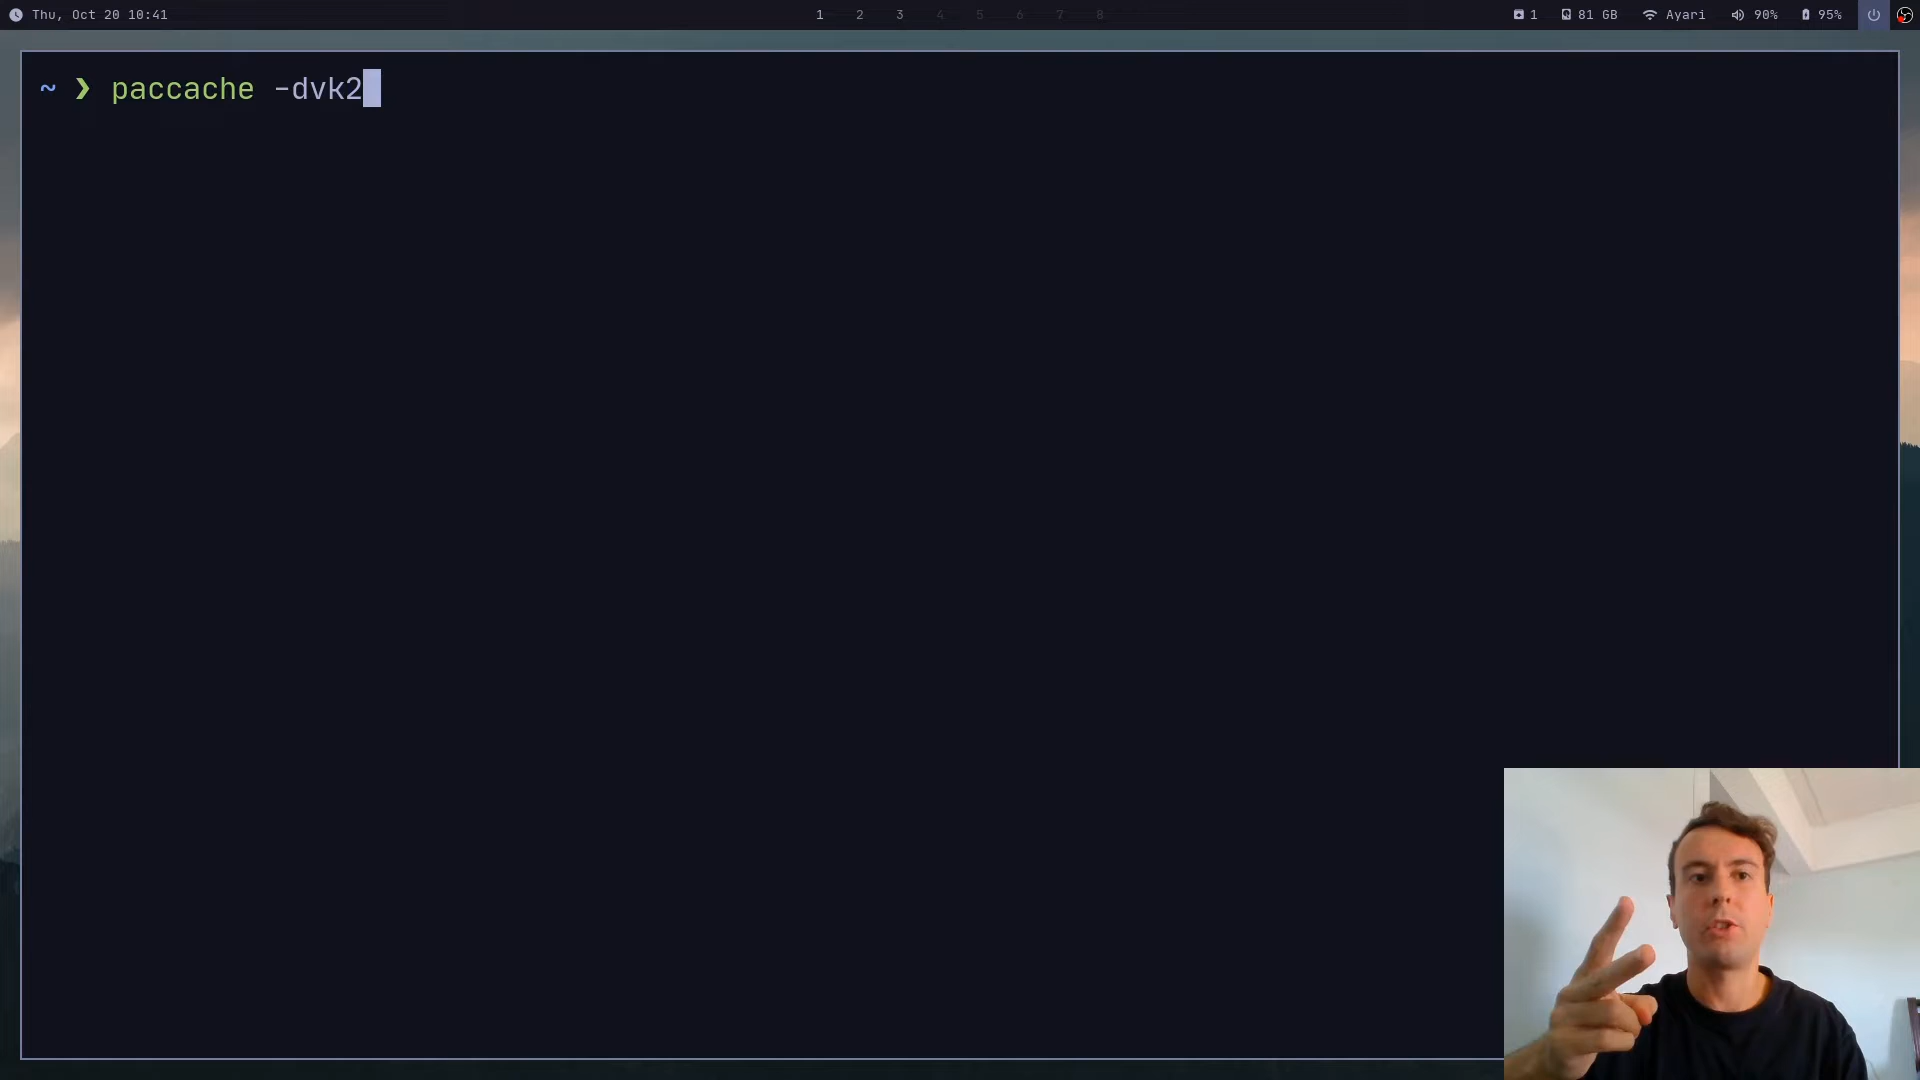 Thu, Oct 20 10:41
1 2 3 4 5 6 7 8
1 81 GB Ayari 90% 95%
~ ❯ paccache -dvk2